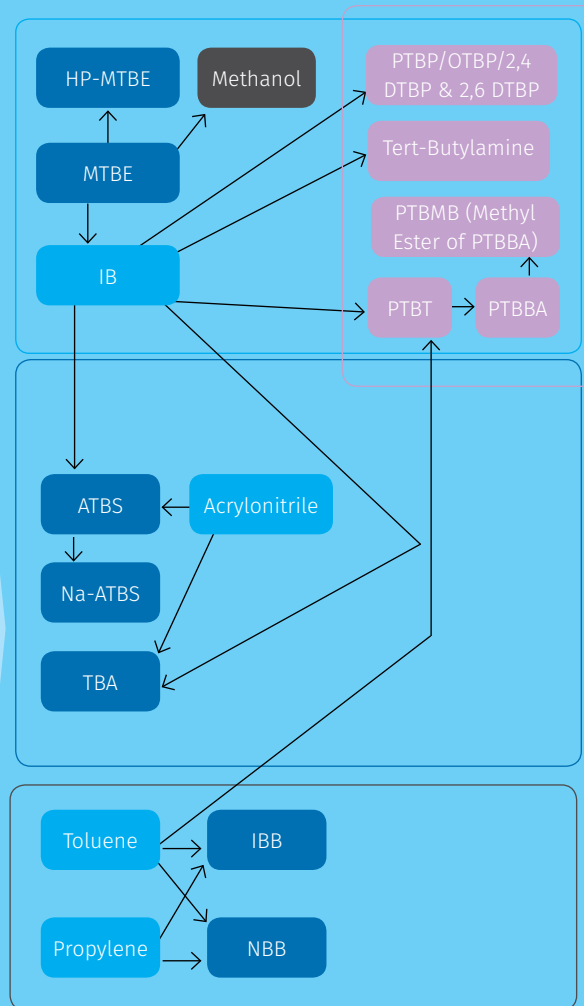 HP-MTBE
Methanol
PTBP/OTBP/2,4
DTBP & 2,6 DTBP
MTBE
Tert-Butylamine
PTBMB (Methyl
Ester of PTBBA)
IB
PTBT
PTBBA
ATBS
Acrylonitrile
Na-ATBS
TBA
Toluene
IBB
Propylene
NBB